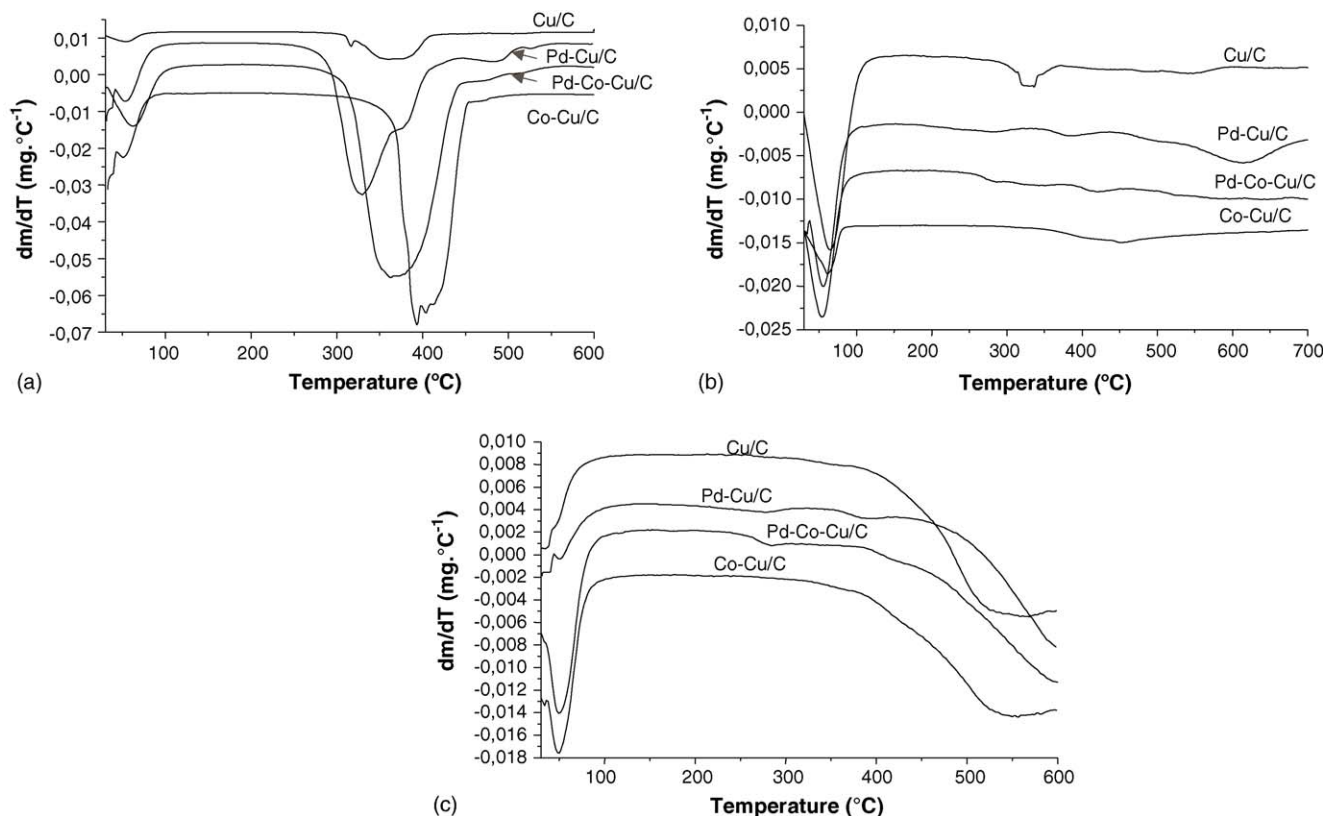 0,01
0,00
-0,01
-0,02
-0,03
-0,04
-0,05
-0,06
-0,07
dm/dT (mg.°C⁻¹)
Cu/C
Pd-Cu/C
Pd-Co-Cu/C
Co-Cu/C
100 200 300 400 500 600
Temperature (ºC)
(a)
0,010
0,005
0,000
-0,005
-0,010
-0,015
-0,020
-0,025
dm/dT (mg.°C⁻¹)
Cu/C
Pd-Cu/C
Pd-Co-Cu/C
Co-Cu/C
100 200 300 400 500 600 700
Temperature (ºC)
(b)
0,010
0,008
0,006
0,004
0,002
0,000
-0,002
-0,004
-0,006
-0,008
-0,010
-0,012
-0,014
-0,016
-0,018
dm/dT (mg.°C⁻¹)
Cu/C
Pd-Cu/C
Pd-Co-Cu/C
Co-Cu/C
100 200 300 400 500 600
Temperature (°C)
(c)